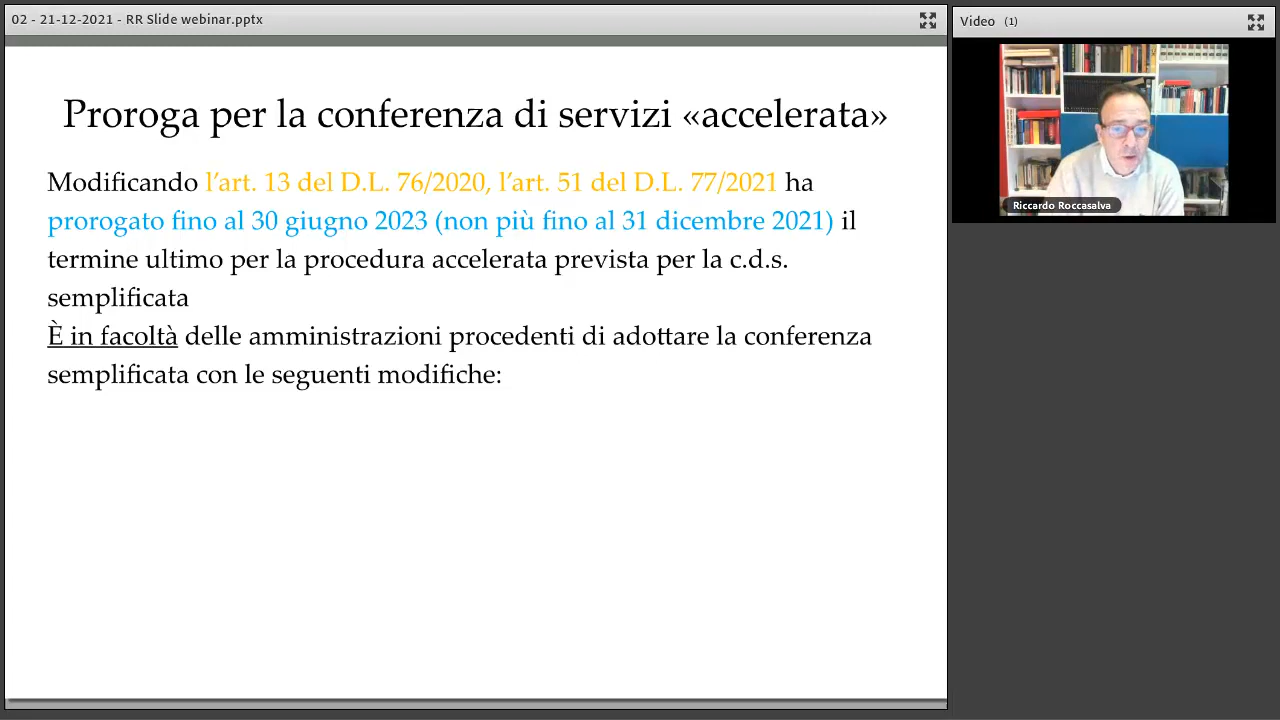 02 - 21-12-2021 - RR Slide webinar.pptx
Video (1)
Proroga per la conferenza di servizi «accelerata»
Modificando l’art. 13 del D.L. 76/2020, l’art. 51 del D.L. 77/2021 ha
prorogato fino al 30 giugno 2023 (non più fino al 31 dicembre 2021) il
termine ultimo per la procedura accelerata prevista per la c.d.s.
semplificata
È in facoltà delle amministrazioni procedenti di adottare la conferenza
semplificata con le seguenti modifiche:
Riccardo Roccasalva